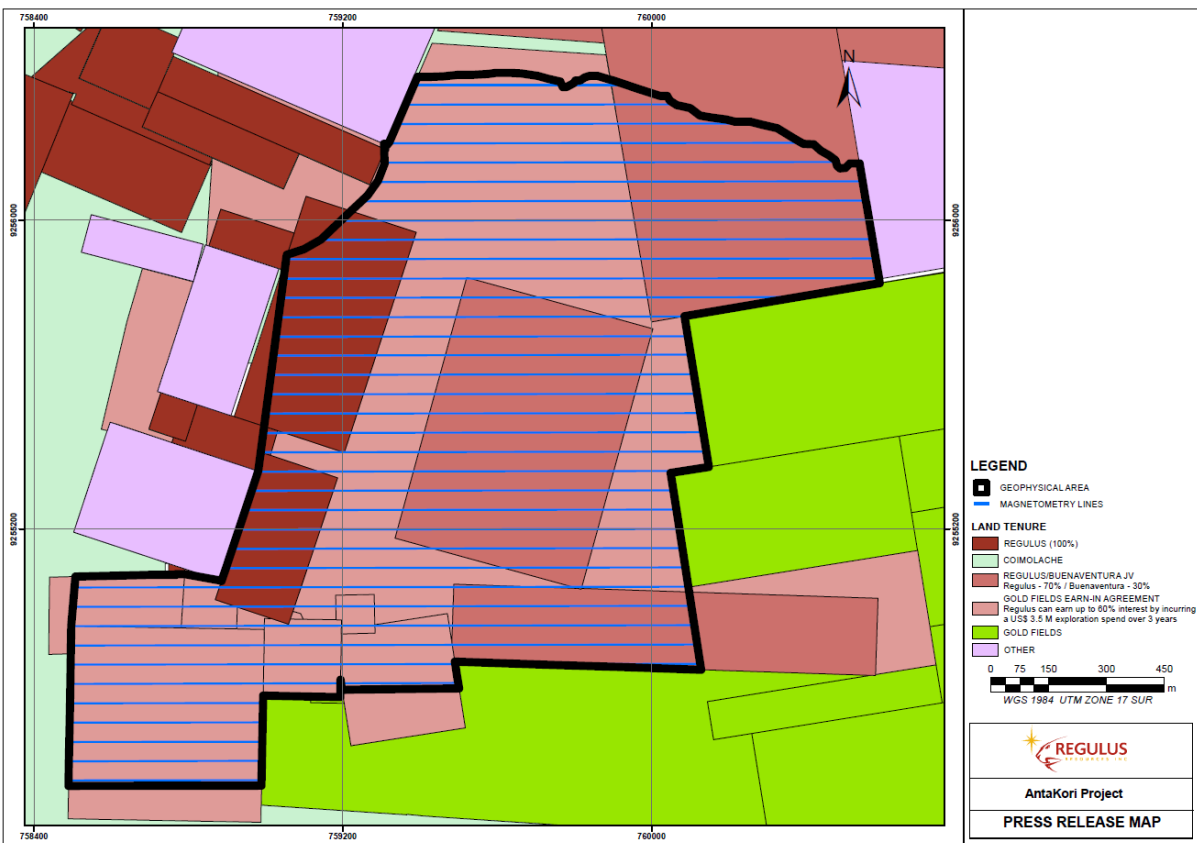 758400
759200
760000
N
9256000
9256000
9255200
9255200
758400
759200
760000
LEGEND
GEOPHYSICAL AREA
MAGNETOMETRY LINES
LAND TENURE
REGULUS (100%)
COIMOLACHE
REGULUS/BUENAVENTURA JV
Regulus - 70% / Buenaventura - 30%
GOLD FIELDS EARN-IN AGREEMENT
Regulus can earn up to 60% interest by incurring
a US$ 3.5 M exploration spend over 3 years
GOLD FIELDS
OTHER
0 75 150 300 450
m
WGS 1984 UTM ZONE 17 SUR
REGULUS
RESOURCES INC
AntaKori Project
PRESS RELEASE MAP